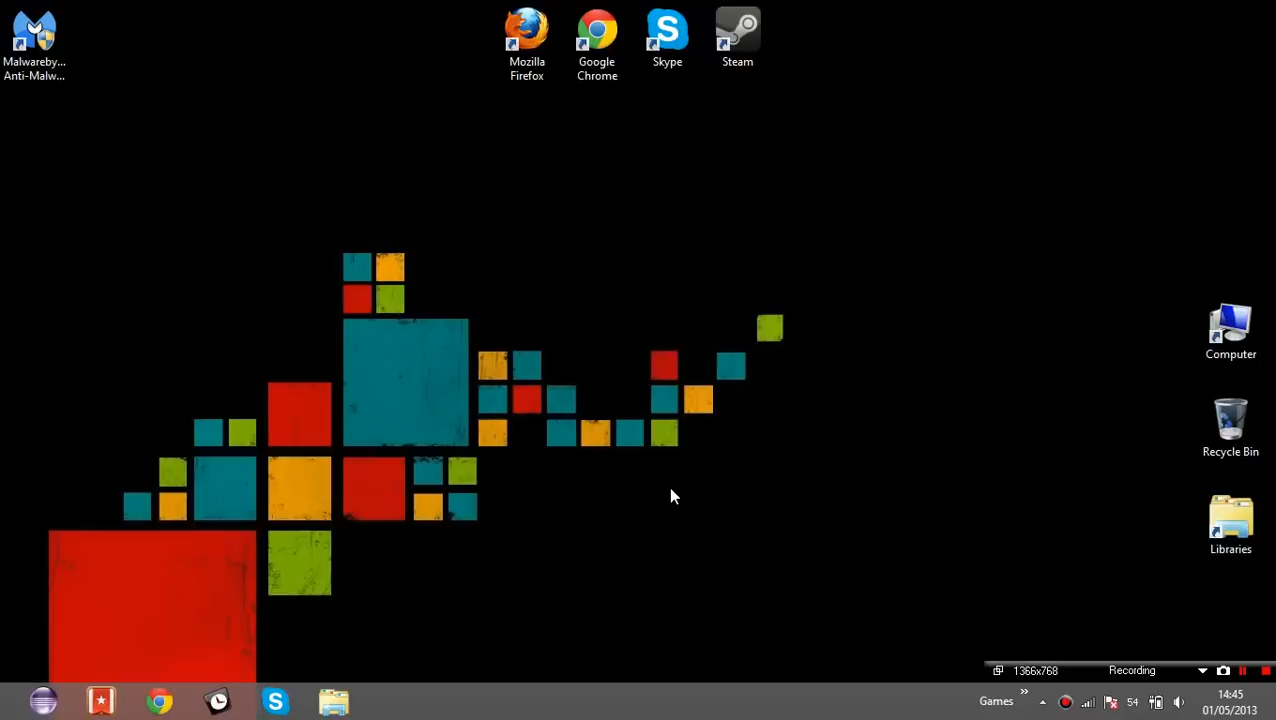 Malwareby...
Anti-Malw...
Mozilla
Firefox
Google
Chrome
Skype
Steam
Computer
Recycle Bin
Libraries
1366x768
Recording
Games
54
14:45
01/05/2013